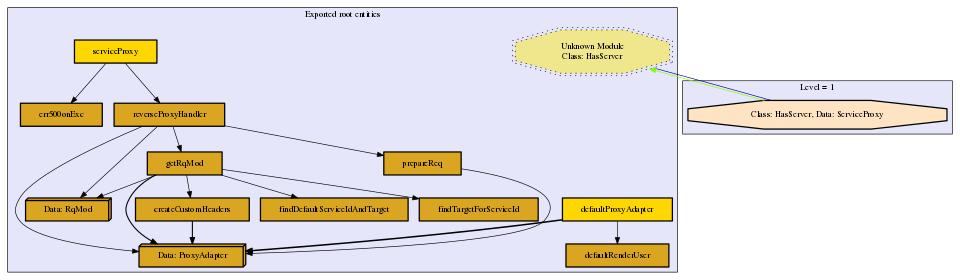 Exported root entities
serviceProxy
Unknown Module
Class: HasServer
Level = 1
err500onExc
reverseProxyHandler
Class: HasServer, Data: ServiceProxy
getRqMod
prepareReq
Data: RqMod
createCustomHeaders
findDefaultServiceIdAndTarget
findTargetForServiceId
defaultProxyAdapter
Data: ProxyAdapter
defaultRenderUser